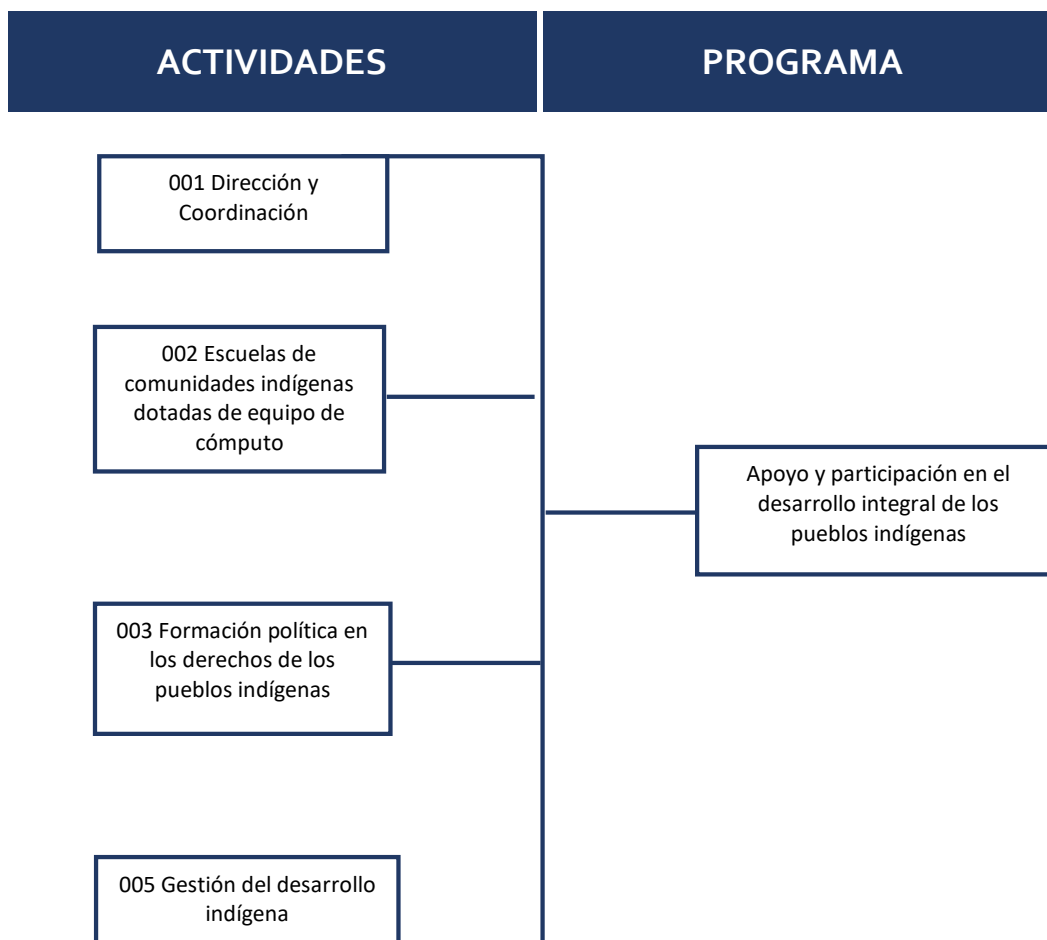 ACTIVIDADES
PROGRAMA
001 Dirección y
Coordinación
002 Escuelas de
comunidades indígenas
dotadas de equipo de
cómputo
Apoyo y participación en el
desarrollo integral de los
pueblos indígenas
003 Formación política en
los derechos de los
pueblos indígenas
005 Gestión del desarrollo
indígena